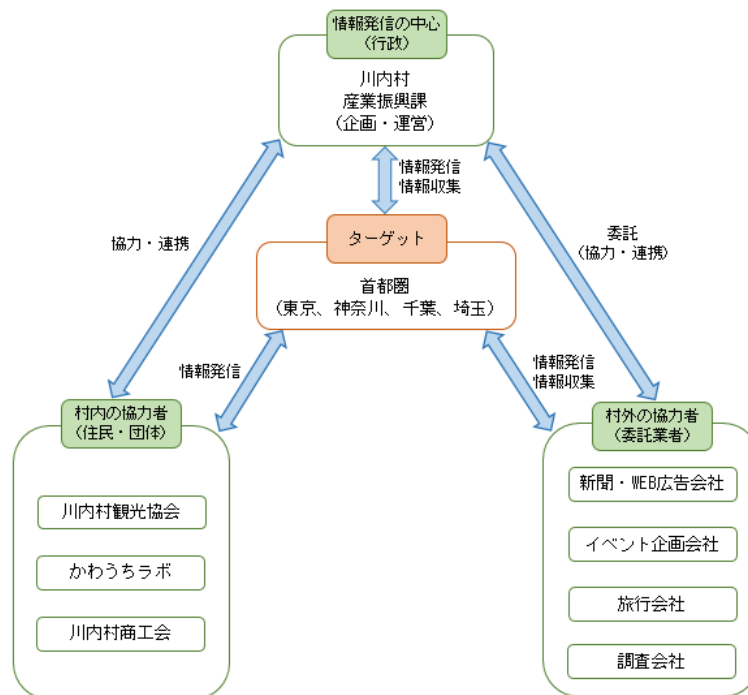 情報発信の中心
(行政)
川内村
産業振興課
(企画・運営)
情報発信
情報収集
協力・連携
委託
(協力・連携)
ターゲット
首都圏
(東京、神奈川、千葉、埼玉)
情報発信
情報発信
情報収集
村内の協力者
(住民・団体)
川内村観光協会
かわうちラボ
川内村商工会
村外の協力者
(委託業者)
新聞・WEB広告会社
イベント企画会社
旅行会社
調査会社